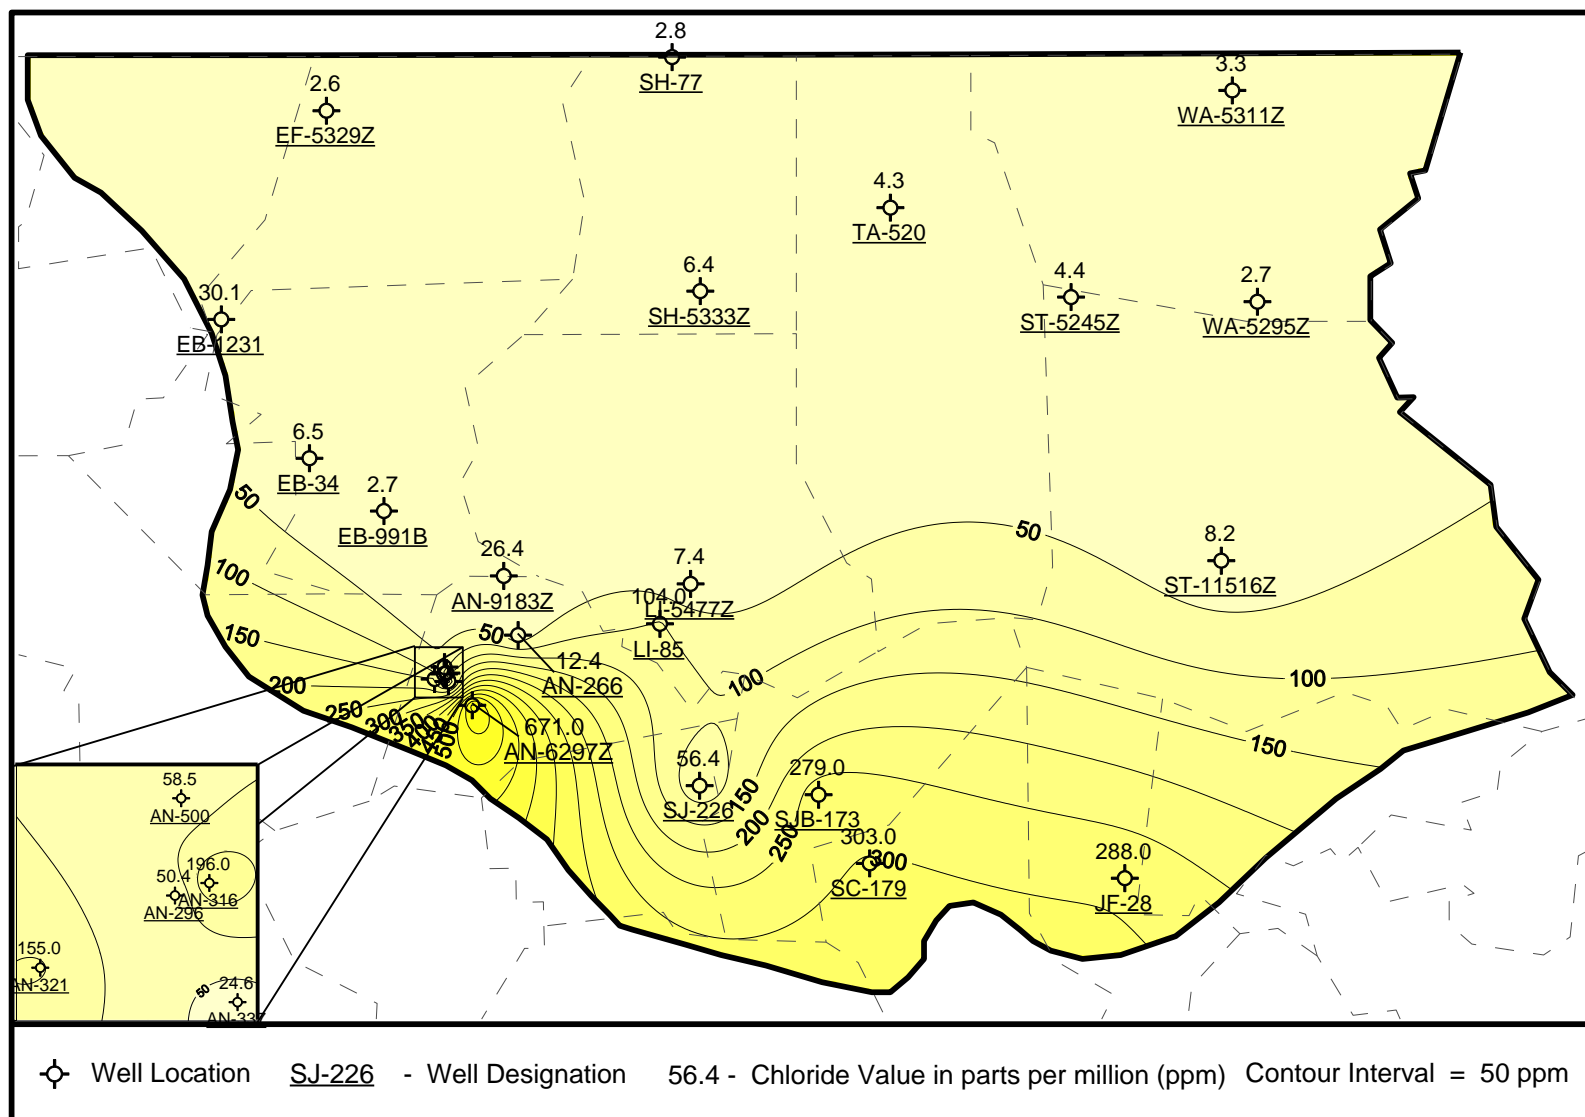 2.8
SH-77
3.3
WA-5311Z
2.6
EF-5329Z
4.3
TA-520
6.4
SH-5333Z
4.4
ST-5245Z
2.7
WA-5295Z
30.1
EB-1231
6.5
EB-34
50
2.7
EB-991B
50
8.2
ST-11516Z
26.4
AN-9183Z
7.4
LI-5477Z
104.0
LI-85
100
50
12.4
AN-266
150
100
100
200
250
300
350
400
450
500
671.0
AN-6297Z
150
56.4
SJ-226
279.0
SJB-173
150
200
250
303.0
SC-179
300
288.0
JF-28
58.5
AN-500
196.0
AN-316
50.4
AN-296
155.0
AN-321
24.6
50
AN-337
Well Location SJ-226 - Well Designation 56.4 - Chloride Value in parts per million (ppm) Contour Interval = 50 ppm